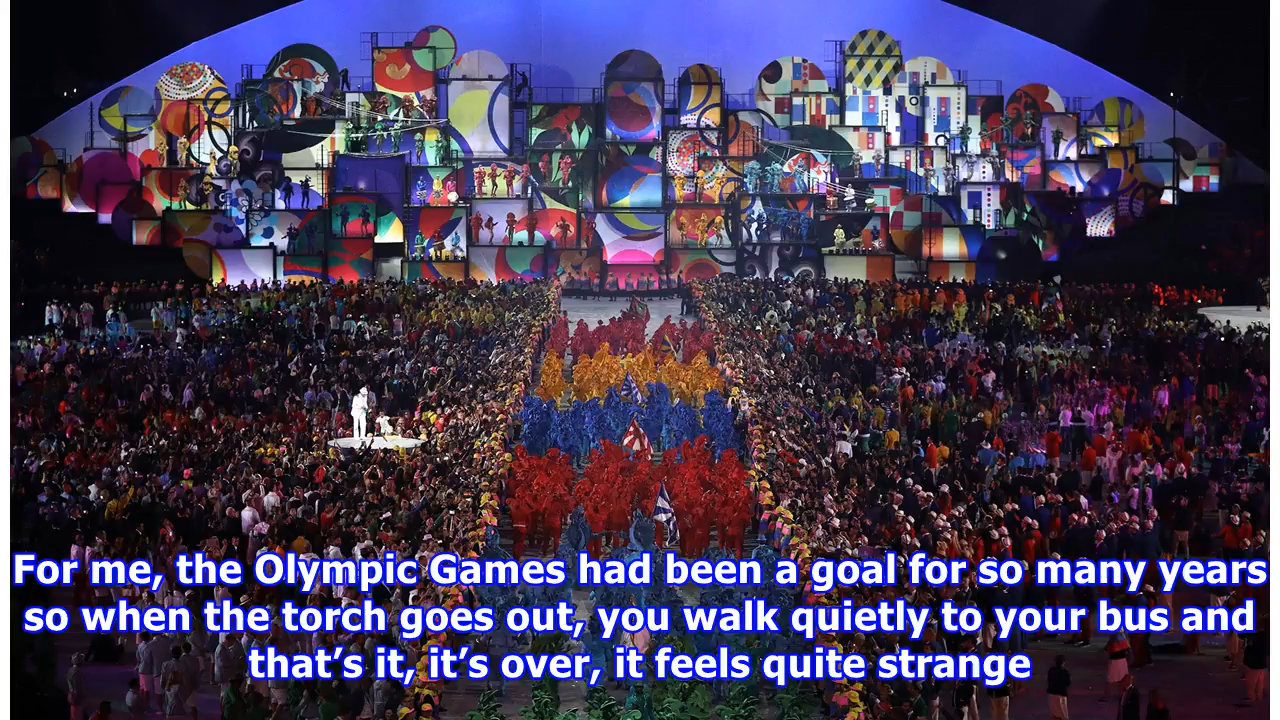 For me, the Olympic Games had been a goal for so many years
so when the torch goes out, you walk quietly to your bus and
that’s it, it’s over, it feels quite strange